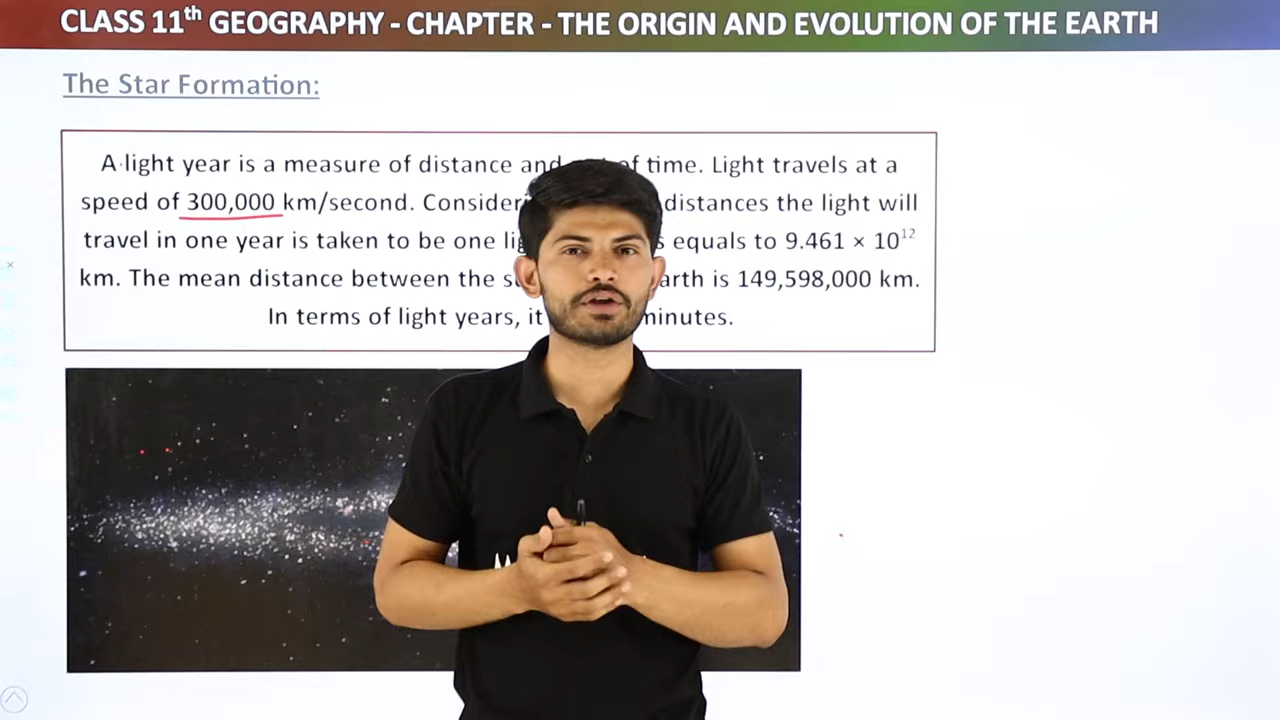 CLASS 11th GEOGRAPHY - CHAPTER - THE ORIGIN AND EVOLUTION OF THE EARTH
The Star Formation:
A light year is a measure of distance and of time. Light travels at a
speed of 300,000 km/second. distances the light will
travel in one year is taken to be one equals to 9.461 × 10¹²
km. The mean distance between the is 149,598,000 km.
In terms of light years, it minutes.